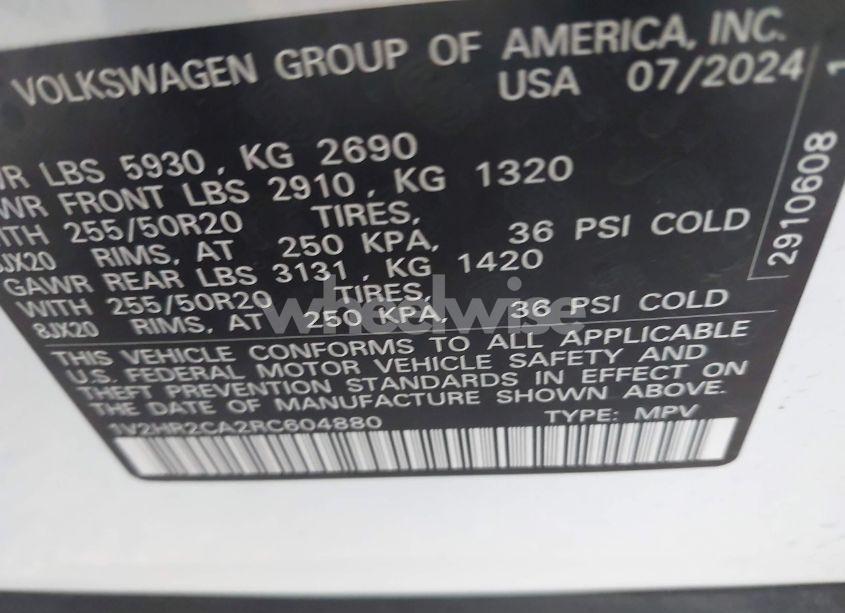 VOLKSWAGEN GROUP OF AMERICA, INC.
USA 07/2024
WR LBS 5930, KG 2690
WR FRONT LBS 2910, KG 1320
ITH 255/50R20 TIRES,
JX20 RIMS, AT 250 KPA, 36 PSI COLD
GAWR REAR LBS 3131, KG 1420
WITH 255/50R20 TIRES,
8JX20 RIMS, AT 250 KPA, 36 PSI COLD
THIS VEHICLE CONFORMS TO ALL APPLICABLE
U.S. FEDERAL MOTOR VEHICLE SAFETY AND
THEFT PREVENTION STANDARDS IN EFFECT ON
THE DATE OF MANUFACTURE SHOWN ABOVE.
1V2HR2CA2RC604880 TYPE: MPV
2910608 1
wheelwise